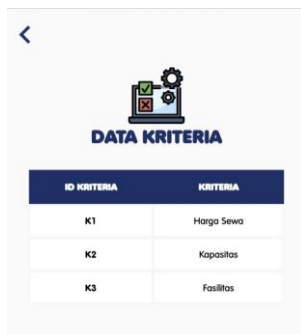 DATA KRITERIA
ID KRITERIA KRITERIA
K1 Harga Sewa
K2 Kapasitas
K3 Fasilitas